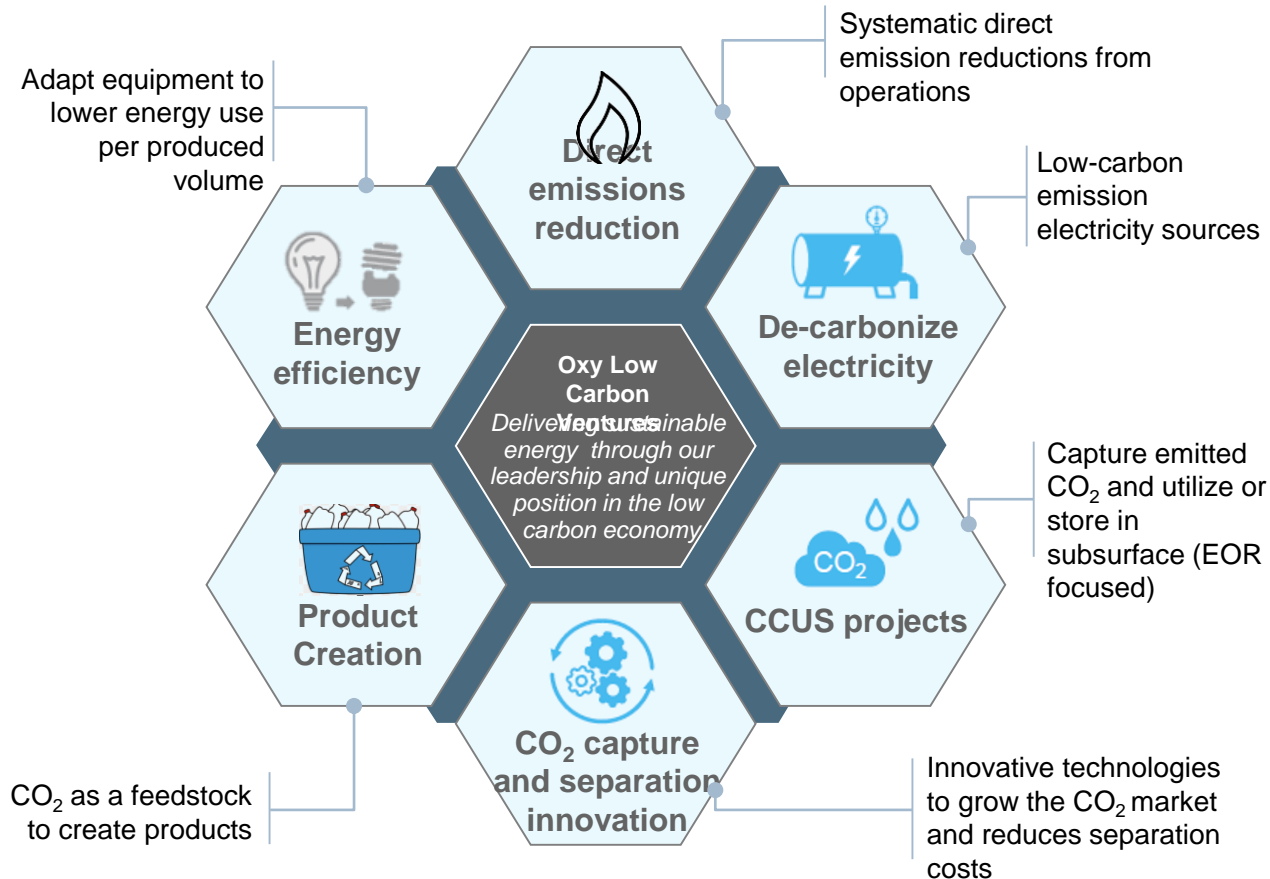 Systematic direct
emission reductions from
operations
Adapt equipment to
lower energy use
per produced
volume
Direct
emissions
reduction
Low-carbon
emission
electricity sources
Energy
efficiency
De-carbonize
electricity
Oxy Low
Carbon
Ventures
Delivering sustainable
energy through our
leadership and unique
position in the low
carbon economy
Capture emitted
CO₂ and utilize or
store in
subsurface (EOR
focused)
CO₂
Product
Creation
CCUS projects
CO₂ capture
and separation
innovation
CO₂ as a feedstock
to create products
Innovative technologies
to grow the CO₂ market
and reduces separation
costs